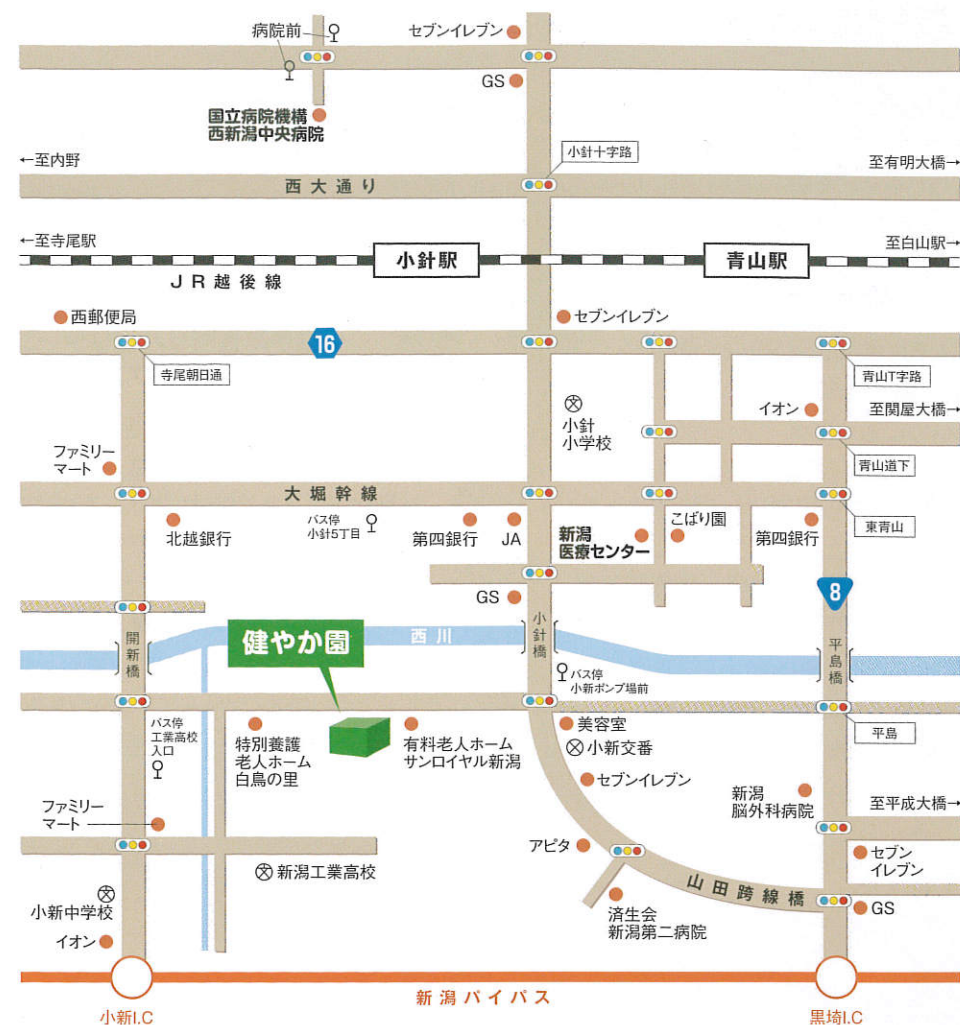 病院前
セブンイレブン
GS
国立病院機構
西新潟中央病院
小針十字路
←至内野
至有明大橋→
西大通り
←至寺尾駅
至白山駅→
小針駅
青山駅
JR越後線
西郵便局
セブンイレブン
16
寺尾朝日通
青山T字路
イオン
至関屋大橋→
小針
小学校
ファミリー
マート
青山道下
大堀幹線
バス停
小針5丁目
北越銀行
第四銀行
JA
新潟
医療センター
こばり園
第四銀行
東青山
GS
8
健やか園
西川
開新橋
小針橋
平島橋
バス停
小新ポンプ場前
バス停
工業高校
入口
特別養護
老人ホーム
白鳥の里
有料老人ホーム
サンロイヤル新潟
美容室
小新交番
平島
セブンイレブン
新潟
脳外科病院
至平成大橋→
ファミリー
マート
アピタ
セブン
イレブン
新潟工業高校
山田跨線橋
小新中学校
済生会
新潟第二病院
GS
イオン
新潟バイパス
小新I.C
黒埼I.C